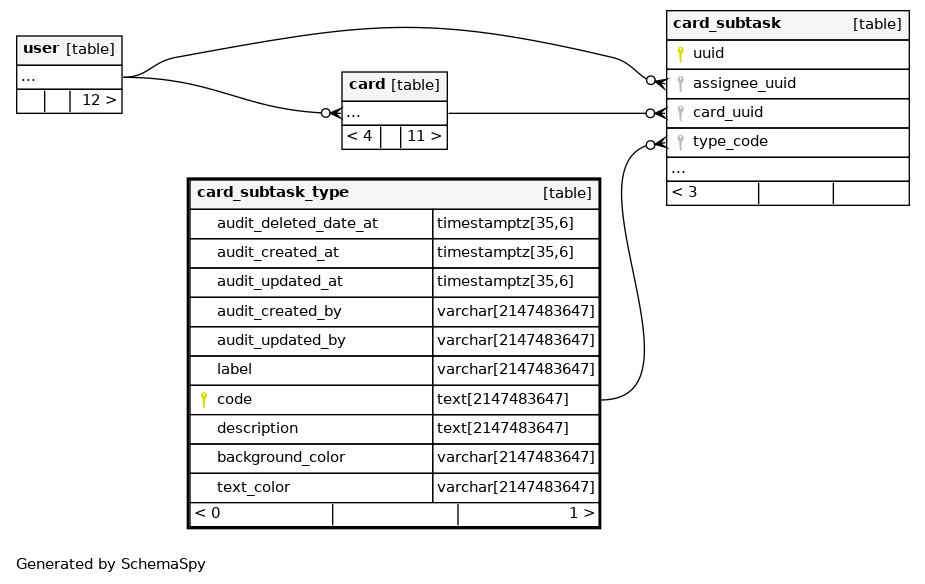 user [table]
...
12 >
card [table]
...
< 4 11 >
card_subtask [table]
uuid
assignee_uuid
card_uuid
type_code
...
< 3
card_subtask_type [table]
audit_deleted_date_at timestamptz[35,6]
audit_created_at timestamptz[35,6]
audit_updated_at timestamptz[35,6]
audit_created_by varchar[2147483647]
audit_updated_by varchar[2147483647]
label varchar[2147483647]
code text[2147483647]
description text[2147483647]
background_color varchar[2147483647]
text_color varchar[2147483647]
< 0 1 >
Generated by SchemaSpy